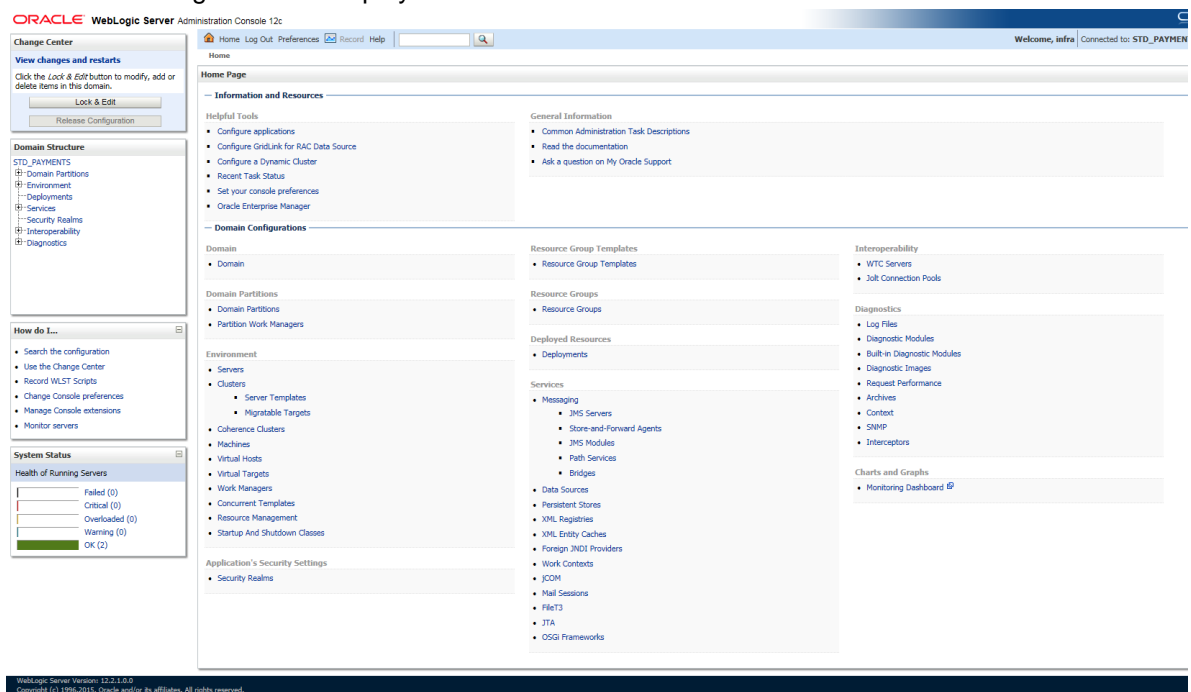 ORACLE WebLogic Server Administration Console 12c
Change Center
View changes and restarts
Click the Lock & Edit button to modify, add or
delete items in this domain.
Lock & Edit
Release Configuration
Domain Structure
STD_PAYMENTS
Domain Partitions
Environment
Deployments
Services
Security Realms
Interoperability
Diagnostics
How do I...
Search the configuration
Use the Change Center
Record WLST Scripts
Change Console preferences
Manage Console extensions
Monitor servers
System Status
Health of Running Servers
Failed (0)
Critical (0)
Overloaded (0)
Warning (0)
OK (2)
Home Log Out Preferences Record Help
Welcome, infra Connected to: STD_PAYMEN
Home
Home Page
Information and Resources
Helpful Tools
Configure applications
Configure GridLink for RAC Data Source
Configure a Dynamic Cluster
Recent Task Status
Set your console preferences
Oracle Enterprise Manager
General Information
Common Administration Task Descriptions
Read the documentation
Ask a question on My Oracle Support
Domain Configurations
Domain
Domain
Domain Partitions
Domain Partitions
Partition Work Managers
Environment
Servers
Clusters
Server Templates
Migratable Targets
Coherence Clusters
Machines
Virtual Hosts
Virtual Targets
Work Managers
Concurrent Templates
Resource Management
Startup And Shutdown Classes
Application's Security Settings
Security Realms
Resource Group Templates
Resource Group Templates
Resource Groups
Resource Groups
Deployed Resources
Deployments
Services
Messaging
JMS Servers
Store-and-Forward Agents
JMS Modules
Path Services
Bridges
Data Sources
Persistent Stores
XML Registries
XML Entity Caches
Foreign JNDI Providers
Work Contexts
jCOM
Mail Sessions
FileT3
JTA
OSGi Frameworks
Interoperability
WTC Servers
Jolt Connection Pools
Diagnostics
Log Files
Diagnostic Modules
Built-in Diagnostic Modules
Diagnostic Images
Request Performance
Archives
Context
SNMP
Interceptors
Charts and Graphs
Monitoring Dashboard
WebLogic Server Version: 12.2.1.0.0
Copyright (c) 1996,2015, Oracle and/or its affiliates. All rights reserved.